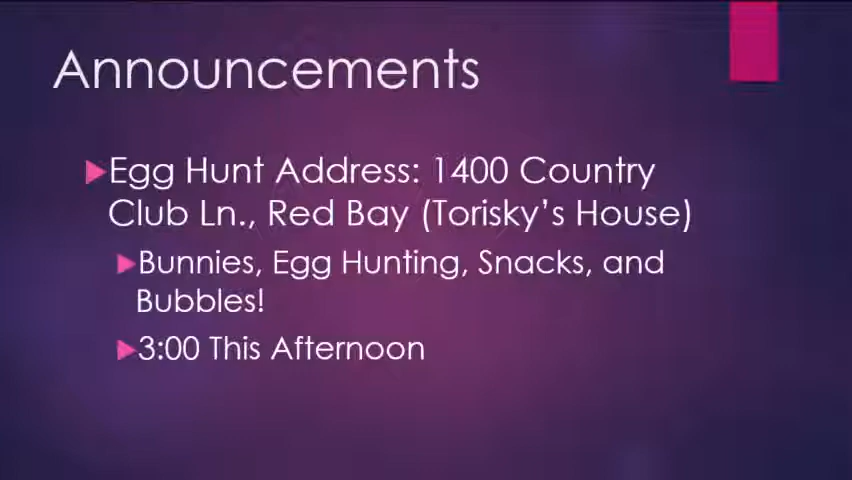 Announcements
Egg Hunt Address: 1400 Country
Club Ln., Red Bay (Torisky's House)
Bunnies, Egg Hunting, Snacks, and
Bubbles!
3:00 This Afternoon